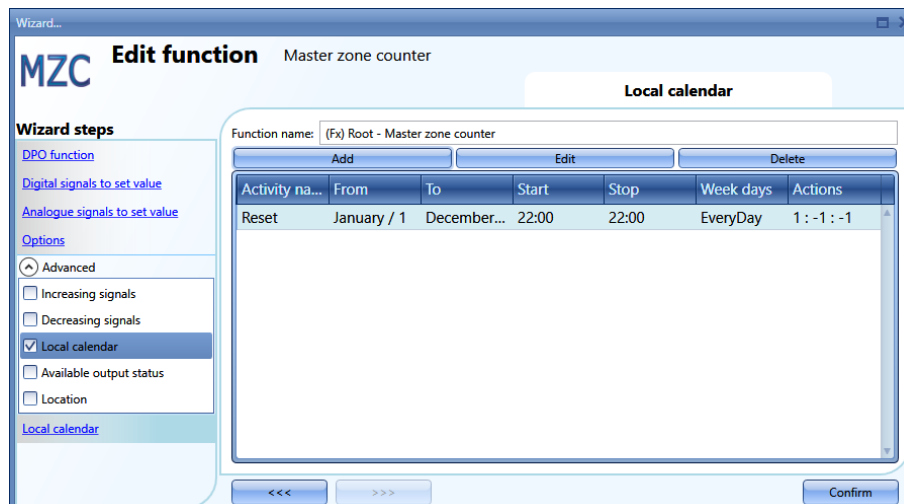 Wizard...
MZC Edit function Master zone counter
Local calendar
Wizard steps
DPO function
Digital signals to set value
Analogue signals to set value
Options
Advanced
Increasing signals
Decreasing signals
Local calendar
Available output status
Location
Local calendar
Function name: (Fx) Root - Master zone counter
Add Edit Delete
Activity na... From To Start Stop Week days Actions
Reset January / 1 December... 22:00 22:00 EveryDay 1 : -1 : -1
<<< >>> Confirm